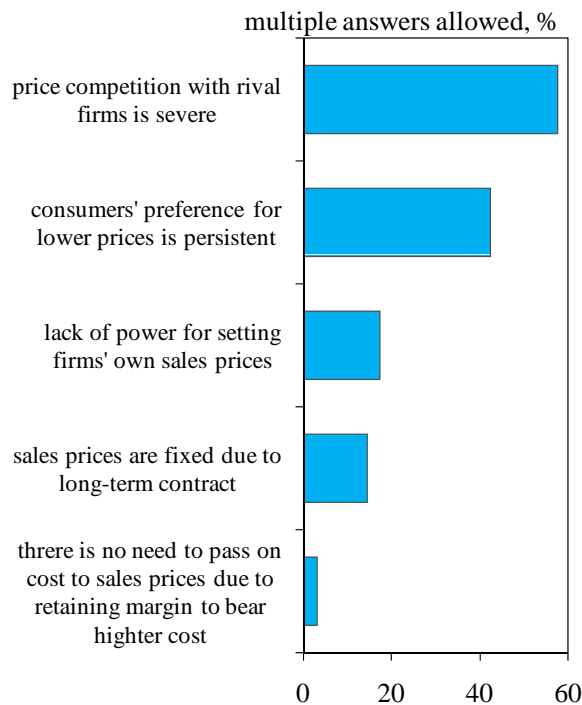 multiple answers allowed, %
price competition with rival
firms is severe
consumers' preference for
lower prices is persistent
lack of power for setting
firms' own sales prices
sales prices are fixed due to
long-term contract
threre is no need to pass on
cost to sales prices due to
retaining margin to bear
highter cost
0 20 40 60